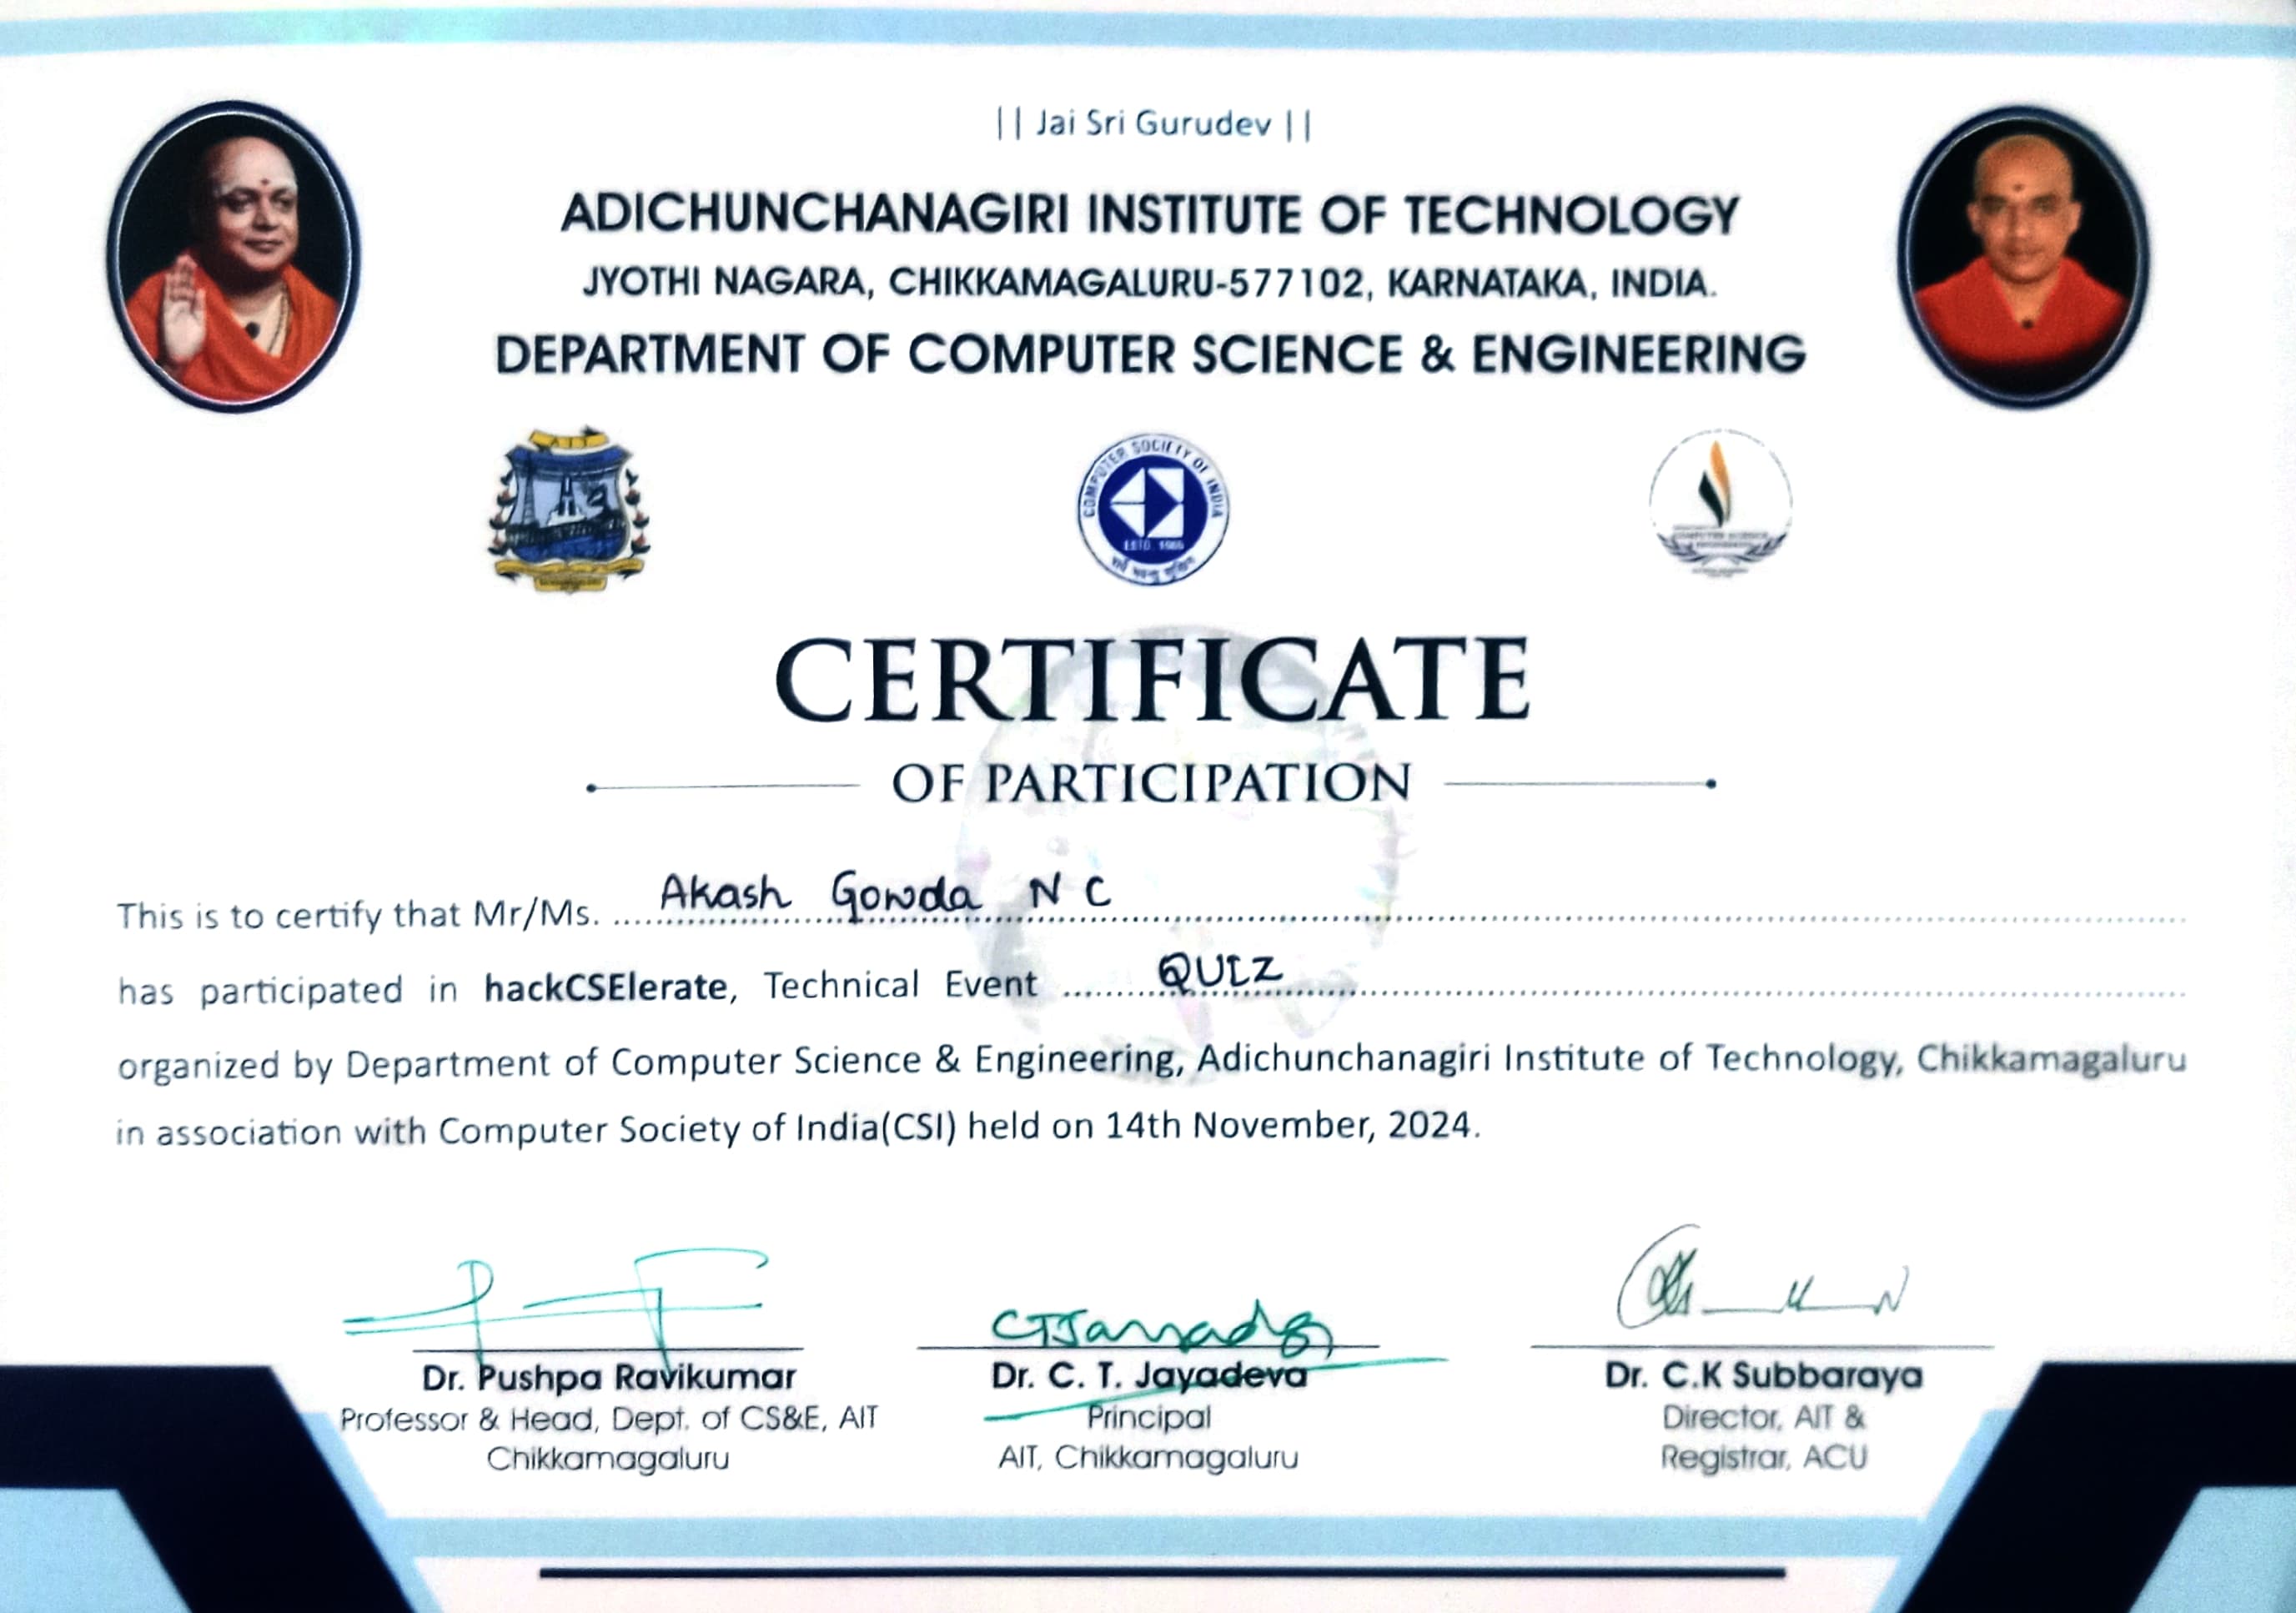 || Jai Sri Gurudev ||
ADICHUNCHANAGIRI INSTITUTE OF TECHNOLOGY
JYOTHI NAGARA, CHIKKAMAGALURU-577102, KARNATAKA, INDIA.
DEPARTMENT OF COMPUTER SCIENCE & ENGINEERING
AIT
COMPUTER SOCIETY OF INDIA
ESTD. 1965
COMPUTER SCIENCE
CERTIFICATE
OF PARTICIPATION
This is to certify that Mr/Ms. Akash Gowda N C
has participated in hackCSElerate, Technical Event QUIZ
organized by Department of Computer Science & Engineering, Adichunchanagiri Institute of Technology, Chikkamagaluru
in association with Computer Society of India(CSI) held on 14th November, 2024.
CTJayadev
Dr. Pushpa Ravikumar
Professor & Head, Dept. of CS&E, AIT
Chikkamagaluru
Dr. C. T. Jayadeva
Principal
AIT, Chikkamagaluru
Dr. C.K Subbaraya
Director, AIT &
Registrar, ACU